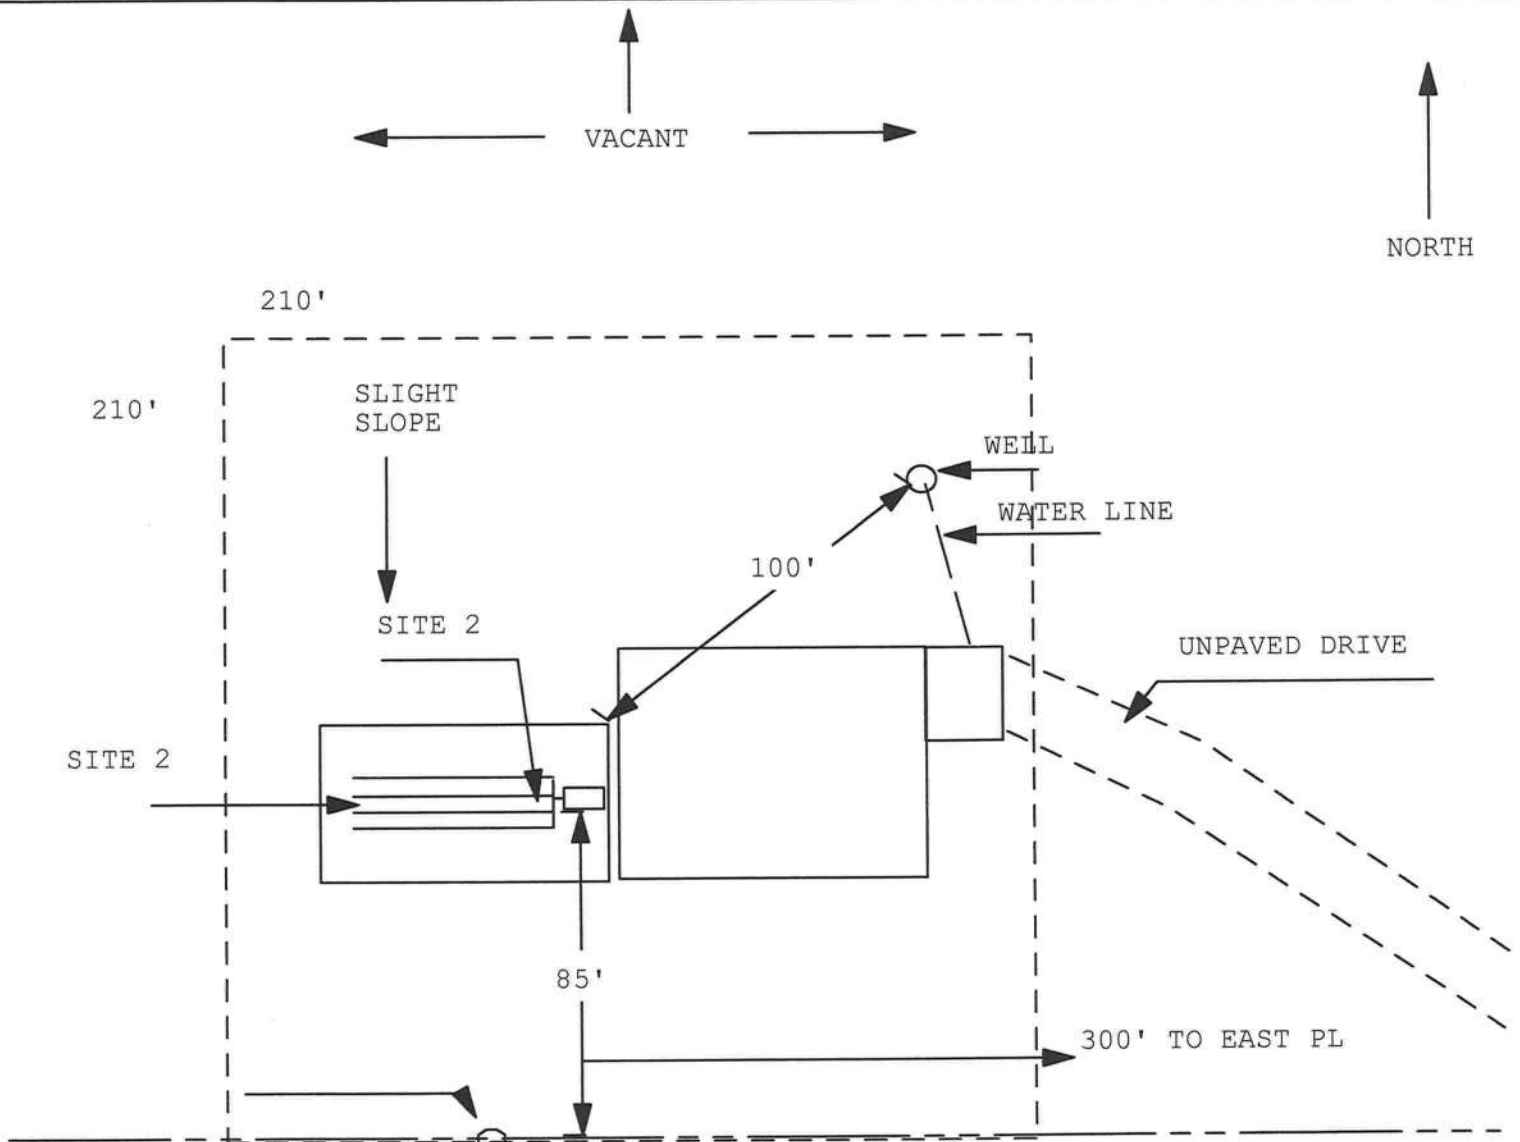 VACANT
NORTH
210'
210'
SLIGHT
SLOPE
WELL
WATER LINE
100'
SITE 2
UNPAVED DRIVE
SITE 2
85'
300' TO EAST PL